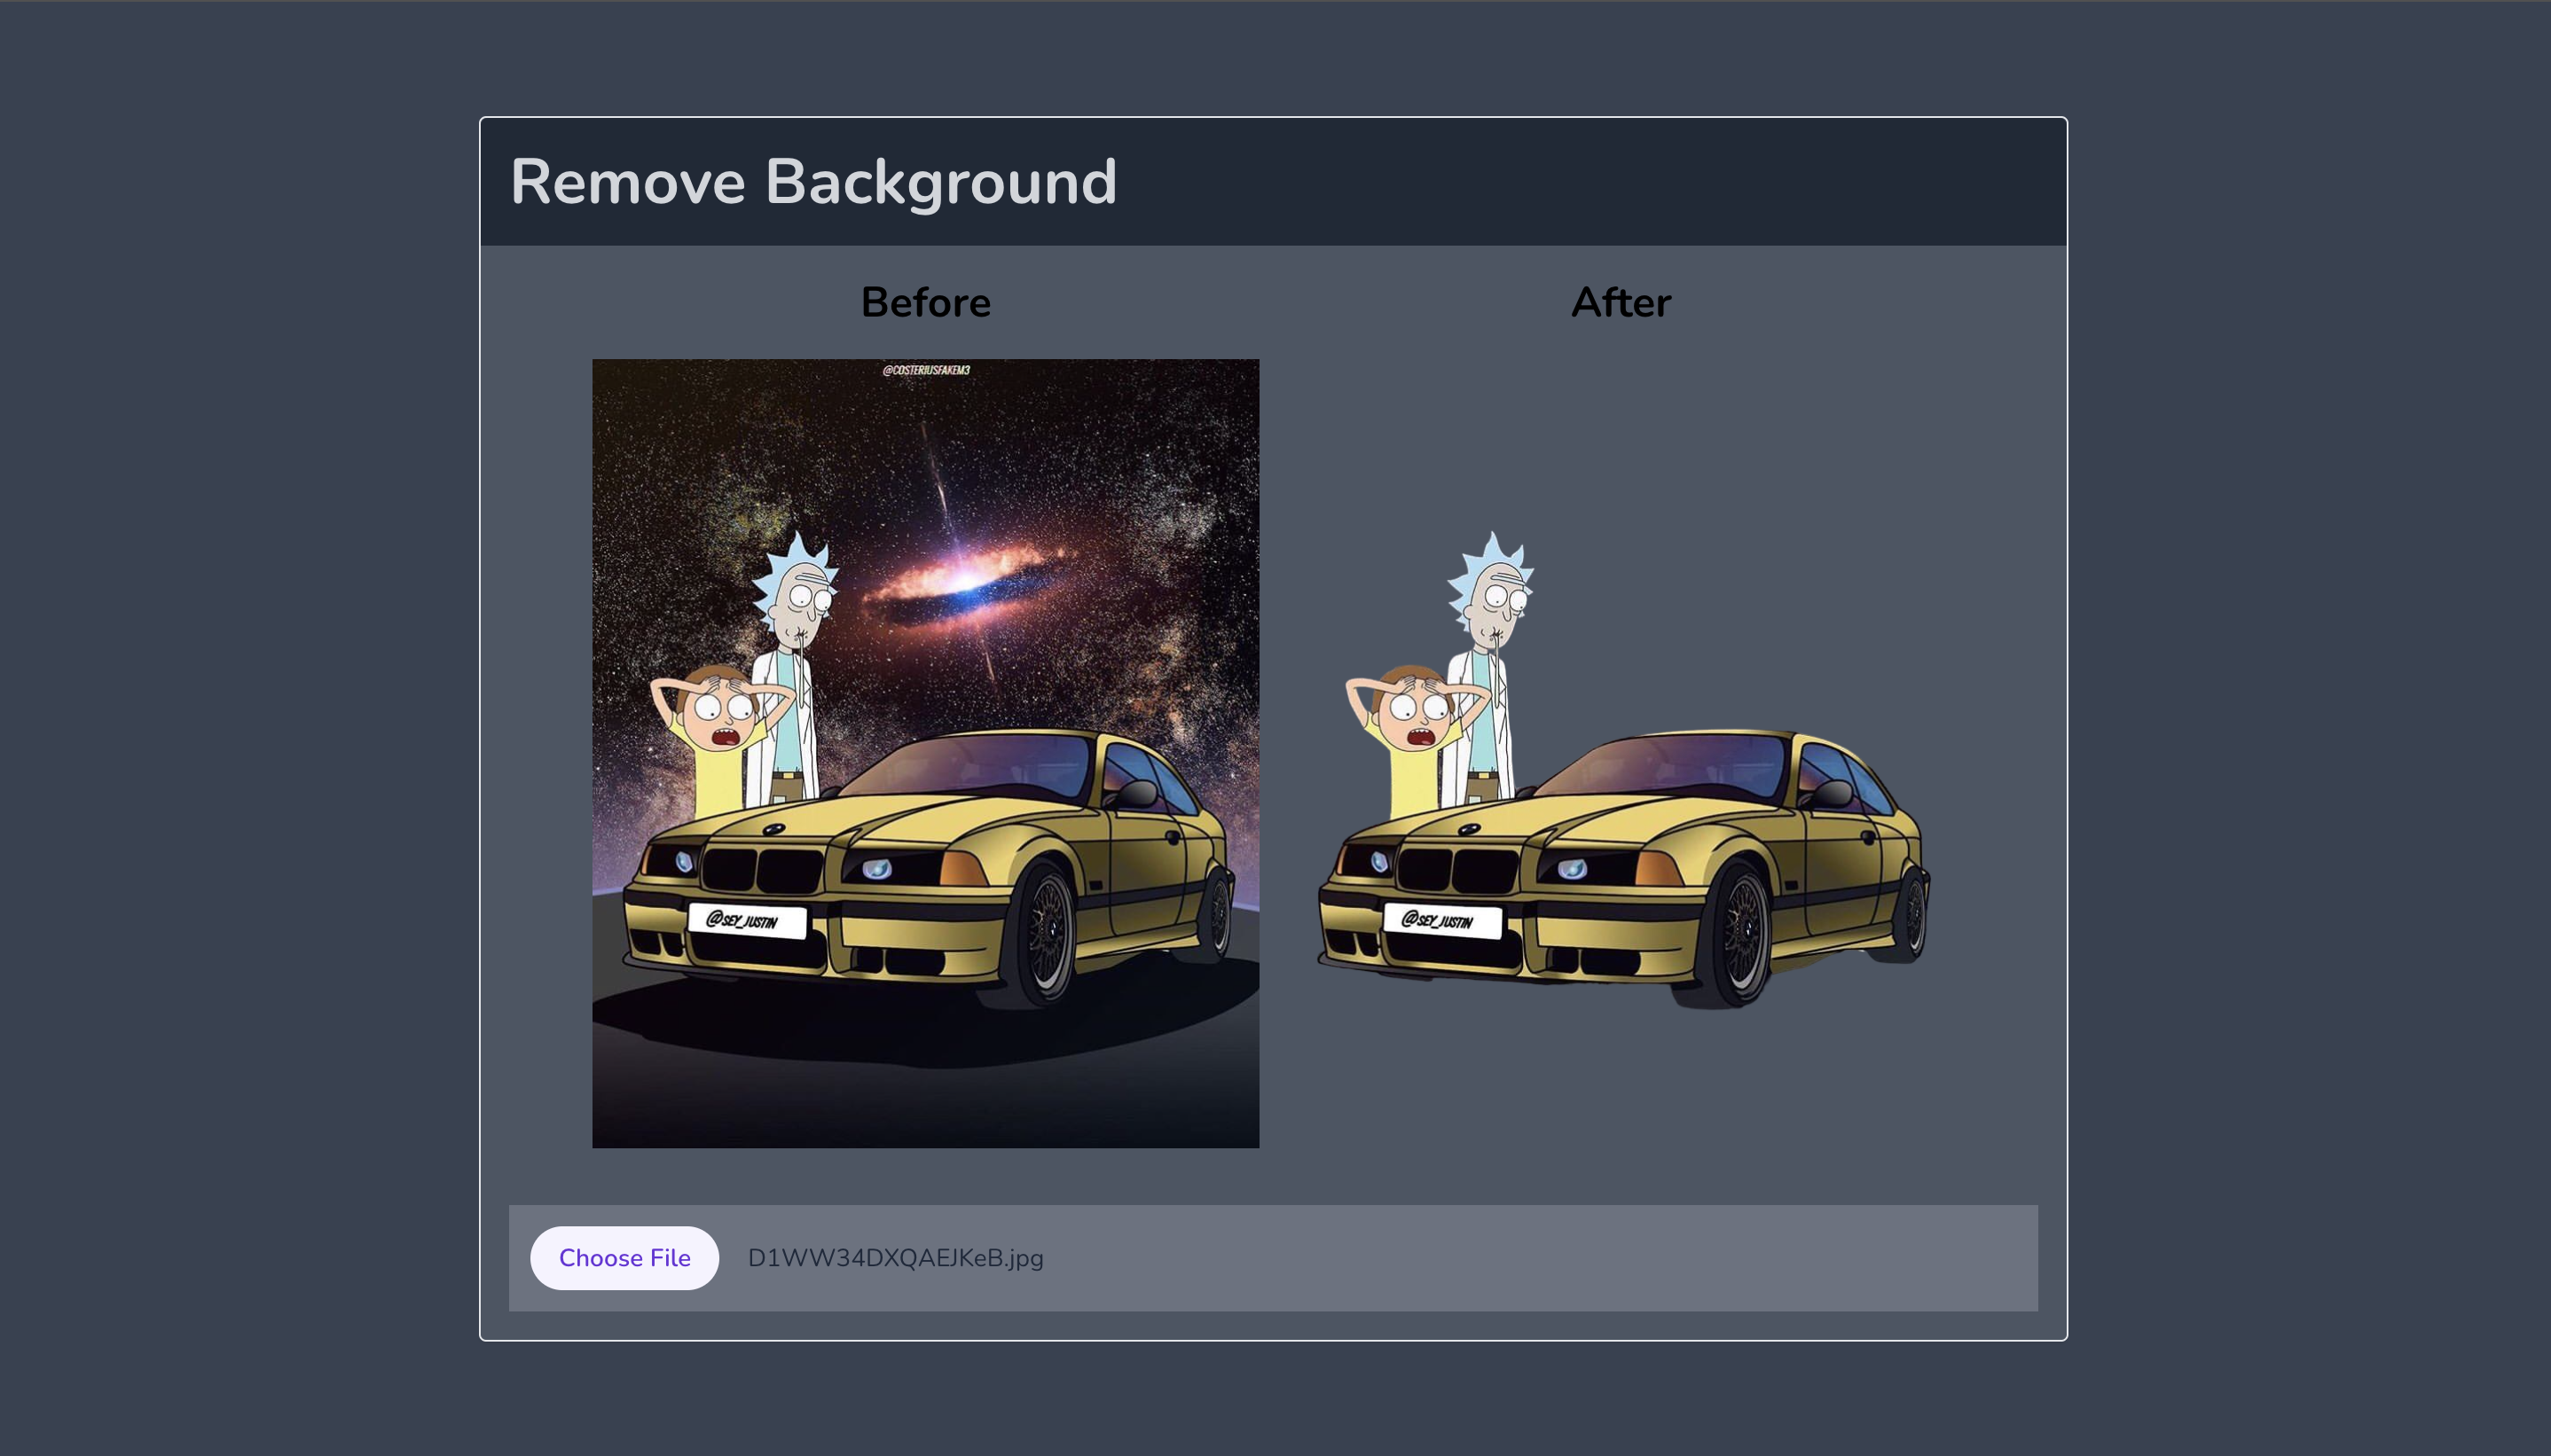 Remove Background
Before
After
@COSTERIUSFAKEM3
@SEY_JUSTIN
@SEY_JUSTIN
Choose File
D1WW34DXQAEJKeB.jpg